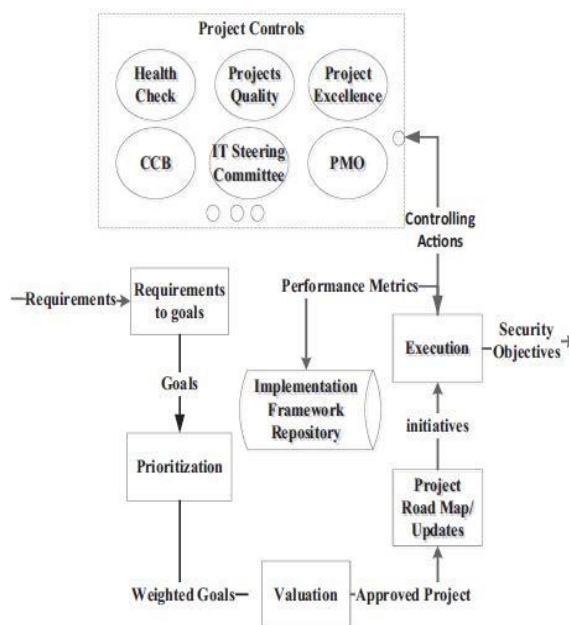 Project Controls
Health
Check
Projects
Quality
Project
Excellence
CCB
IT Steering
Committee
PMO
Controlling
Actions
Requirements
Requirements
to goals
Performance Metrics
Execution
Security
Objectives
Goals
Implementation
Framework
Repository
initiatives
Prioritization
Project
Road Map/
Updates
Weighted Goals
Valuation
Approved Project